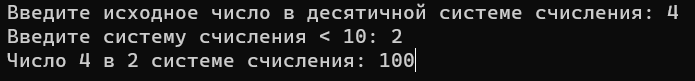 Введите исходное число в десятичной системе счисления: 4
Введите систему счисления < 10: 2
Число 4 в 2 системе счисления: 100